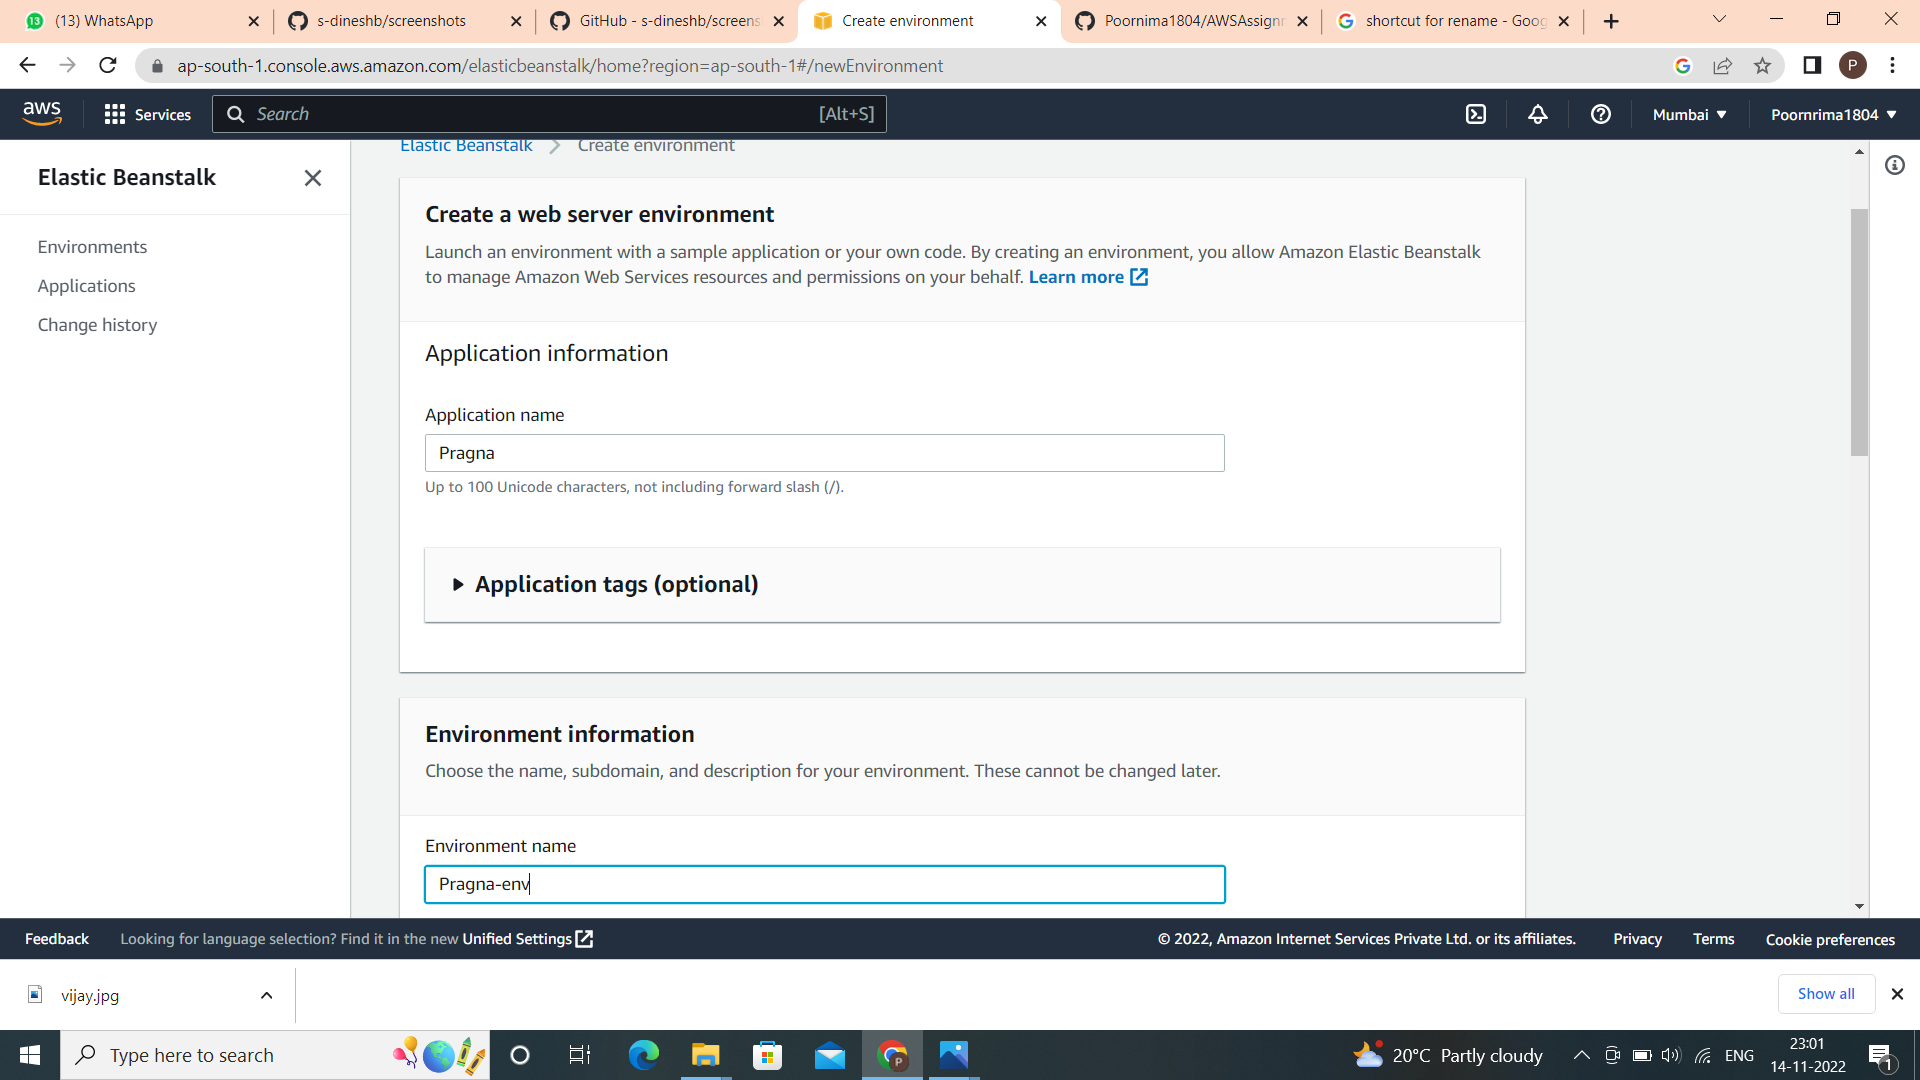 (13) WhatsApp
s-dineshb/screenshots
GitHub - s-dineshb/screens
Create environment
Poornima1804/AWSAssign
shortcut for rename - Goog
ap-south-1.console.aws.amazon.com/elasticbeanstalk/home?region=ap-south-1#/newEnvironment
P
aws
Services
Search
[Alt+S]
Mumbai
Poornrima1804
Elastic Beanstalk
Environments
Applications
Change history
Elastic Beanstalk > Create environment
Create a web server environment
Launch an environment with a sample application or your own code. By creating an environment, you allow Amazon Elastic Beanstalk
to manage Amazon Web Services resources and permissions on your behalf. Learn more
Application information
Application name
Pragna
Up to 100 Unicode characters, not including forward slash (/).
Application tags (optional)
Environment information
Choose the name, subdomain, and description for your environment. These cannot be changed later.
Environment name
Pragna-env
Feedback
Looking for language selection? Find it in the new Unified Settings
© 2022, Amazon Internet Services Private Ltd. or its affiliates.
Privacy
Terms
Cookie preferences
vijay.jpg
Show all
Type here to search
20°C Partly cloudy
ENG
23:01
14-11-2022
1